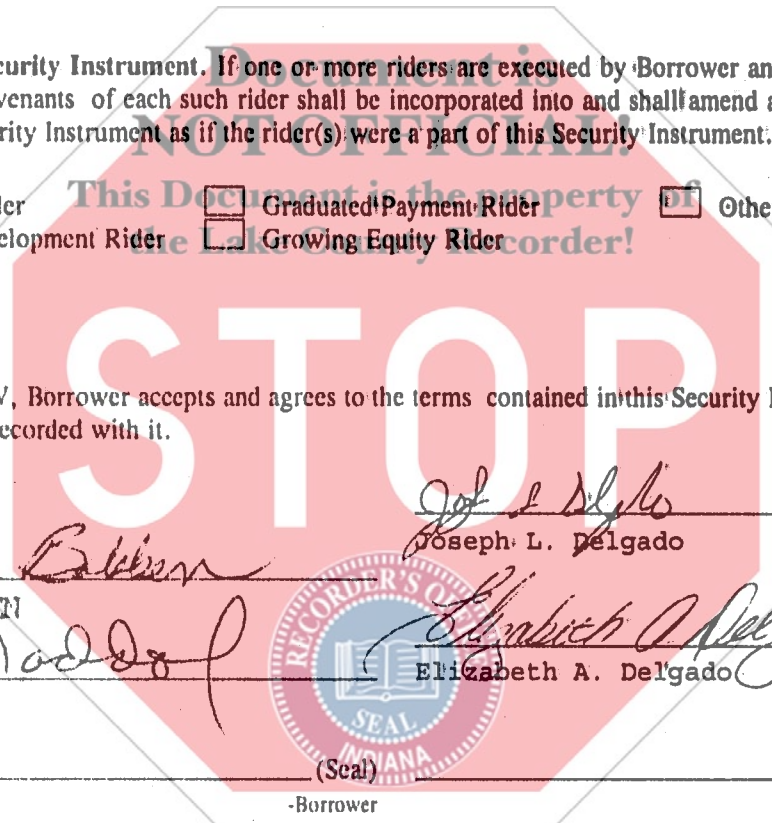 Document is
curity Instrument. If one or more riders are executed by Borrower an
venants of each such rider shall be incorporated into and shall amend a
rity Instrument as if the rider(s) were a part of this Security Instrument.
NOT OFFICIAL!
This Document is the property of
the Lake County Recorder!
der Graduated Payment Rider Othe
elopment Rider Growing Equity Rider
STOP
V, Borrower accepts and agrees to the terms contained in this Security I
ecorded with it.
Joseph L. Delgado
EN
Elizabeth A. Del
Elizabeth A. Delgado
RECORDER'S OFFICE
SEAL
INDIANA
(Seal)
-Borrower